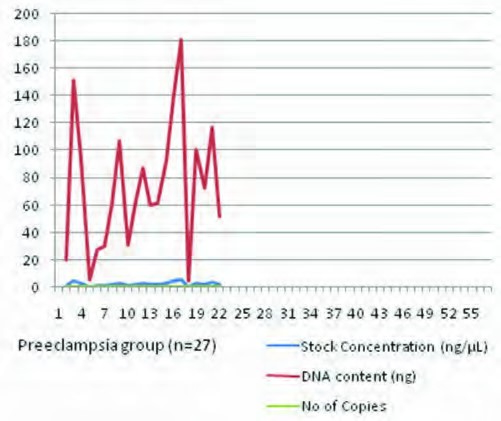 200
180
160
140
120
100
80
60
40
20
0
1 4 7 10 13 16 19 22 25 28 31 34 37 40 43 46 49 52 55
Preeclampsia group (n=27)
Stock Concentration (ng/µL)
DNA content (ng)
No of Copies